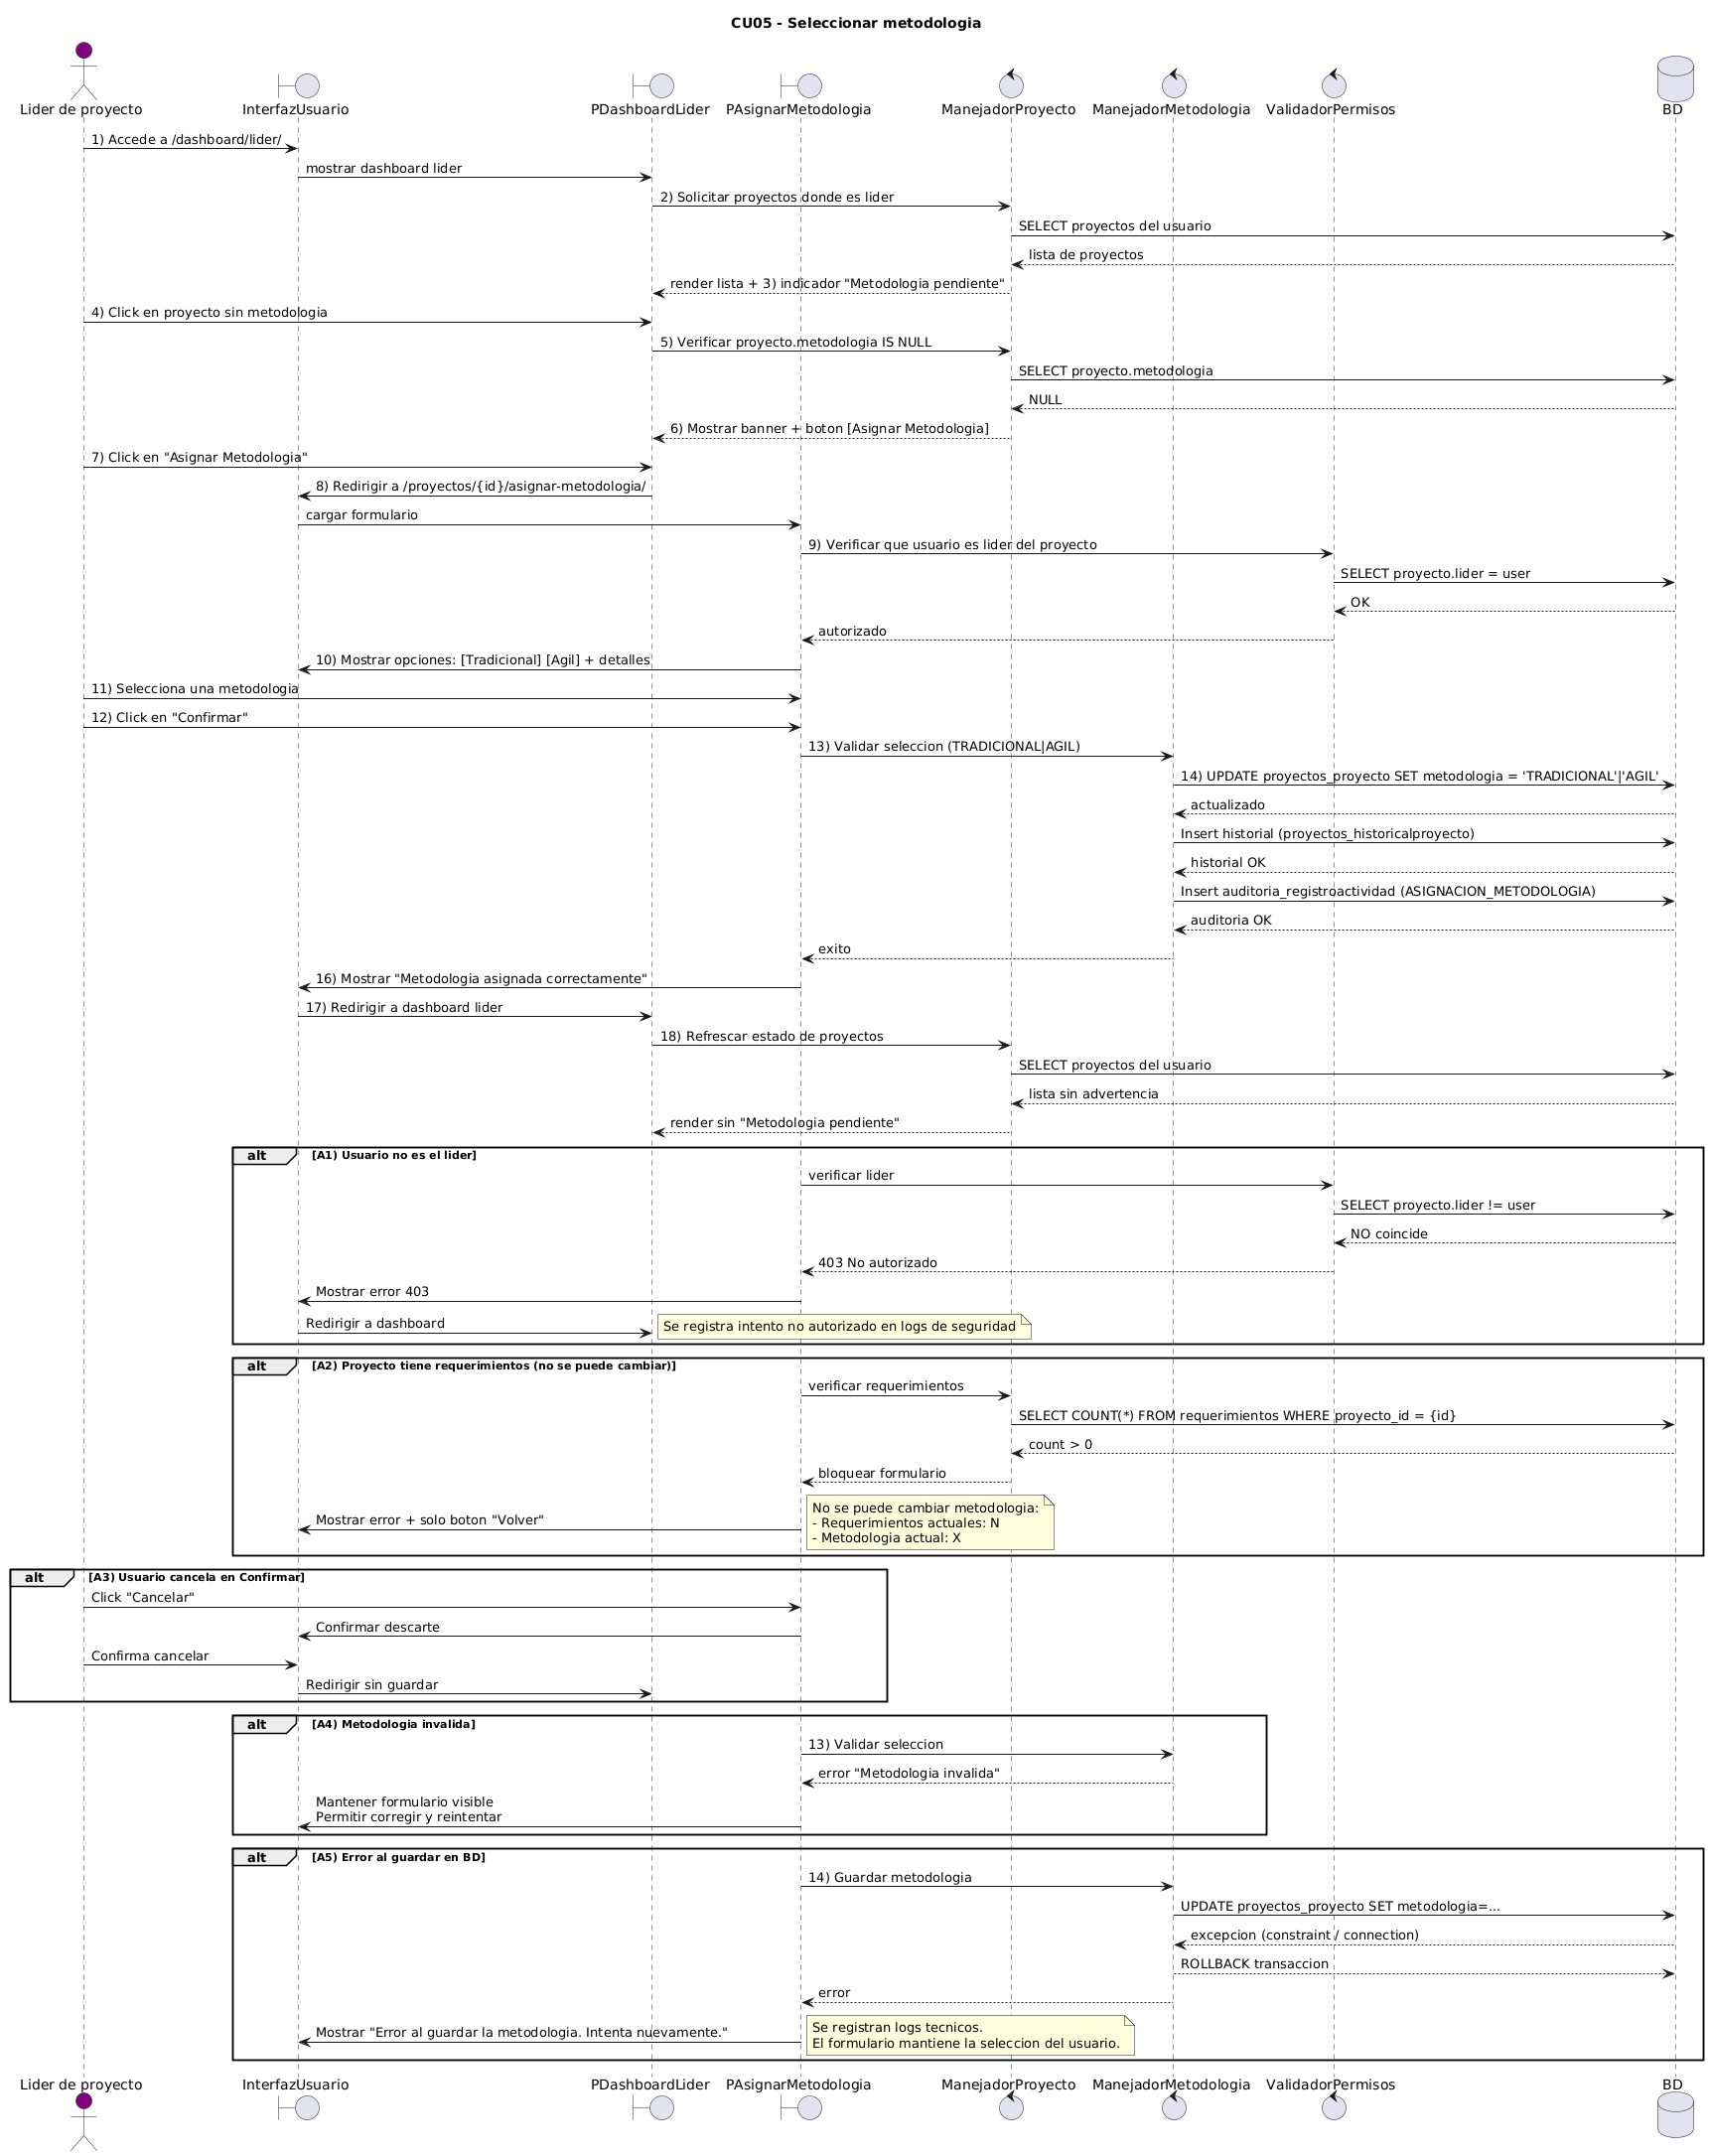 CU05 - Seleccionar metodologia
Lider de proyecto
InterfazUsuario
PDashboardLider
PAsignarMetodologia
ManejadorProyecto
ManejadorMetodologia
ValidadorPermisos
BD
1) Accede a /dashboard/lider/
mostrar dashboard lider
2) Solicitar proyectos donde es lider
SELECT proyectos del usuario
lista de proyectos
render lista + 3) indicador "Metodologia pendiente"
4) Click en proyecto sin metodologia
5) Verificar proyecto.metodologia IS NULL
SELECT proyecto.metodologia
NULL
6) Mostrar banner + boton [Asignar Metodologia]
7) Click en "Asignar Metodologia"
8) Redirigir a /proyectos/{id}/asignar-metodologia/
cargar formulario
9) Verificar que usuario es lider del proyecto
SELECT proyecto.lider = user
OK
autorizado
10) Mostrar opciones: [Tradicional] [Agil] + detalles
11) Selecciona una metodologia
12) Click en "Confirmar"
13) Validar seleccion (TRADICIONAL|AGIL)
14) UPDATE proyectos_proyecto SET metodologia = 'TRADICIONAL'|'AGIL'
actualizado
Insert historial (proyectos_historicalproyecto)
historial OK
Insert auditoria_registroactividad (ASIGNACION_METODOLOGIA)
auditoria OK
exito
16) Mostrar "Metodologia asignada correctamente"
17) Redirigir a dashboard lider
18) Refrescar estado de proyectos
SELECT proyectos del usuario
lista sin advertencia
render sin "Metodologia pendiente"
alt [A1) Usuario no es el lider]
verificar lider
SELECT proyecto.lider != user
NO coincide
403 No autorizado
Mostrar error 403
Redirigir a dashboard
Se registra intento no autorizado en logs de seguridad
alt [A2) Proyecto tiene requerimientos (no se puede cambiar)]
verificar requerimientos
SELECT COUNT(*) FROM requerimientos WHERE proyecto_id = {id}
count > 0
bloquear formulario
Mostrar error + solo boton "Volver"
No se puede cambiar metodologia:
- Requerimientos actuales: N
- Metodologia actual: X
alt [A3) Usuario cancela en Confirmar]
Click "Cancelar"
Confirmar descarte
Confirma cancelar
Redirigir sin guardar
alt [A4) Metodologia invalida]
13) Validar seleccion
error "Metodologia invalida"
Mantener formulario visible
Permitir corregir y reintentar
alt [A5) Error al guardar en BD]
14) Guardar metodologia
UPDATE proyectos_proyecto SET metodologia=...
excepcion (constraint / connection)
ROLLBACK transaccion
error
Mostrar "Error al guardar la metodologia. Intenta nuevamente."
Se registran logs tecnicos.
El formulario mantiene la seleccion del usuario.
Lider de proyecto
InterfazUsuario
PDashboardLider
PAsignarMetodologia
ManejadorProyecto
ManejadorMetodologia
ValidadorPermisos
BD